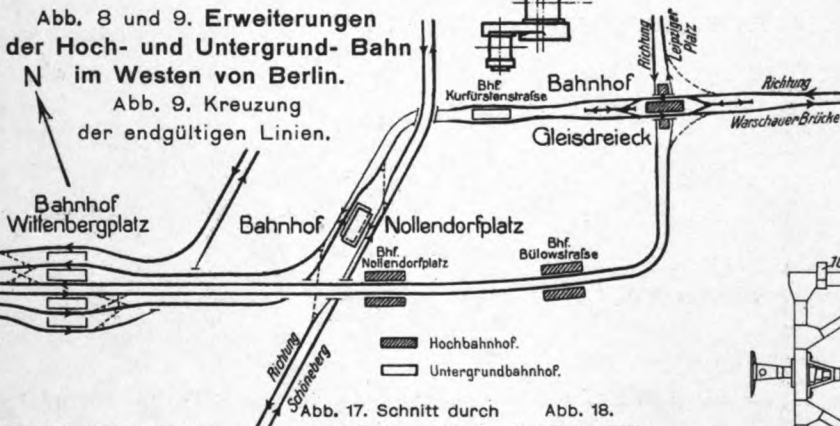 Abb. 8 und 9. Erweiterungen
der Hoch- und Untergrund- Bahn
im Westen von Berlin.
N
Abb. 9. Kreuzung
der endgültigen Linien.
Richtung
Leipziger
Platz
Bhf.
Kurfürstenstraße
Bahnhof
Gleisdreieck
Richtung
Warschauer-Brücke
Bahnhof
Wittenbergplatz
Bahnhof Nollendorfplatz
Bhf.
Nollendorfplatz
Bhf.
Bülowstraße
Richtung
Schöneberg
Hochbahnhof.
Untergrundbahnhof.
Abb. 17. Schnitt durch
Abb. 18.